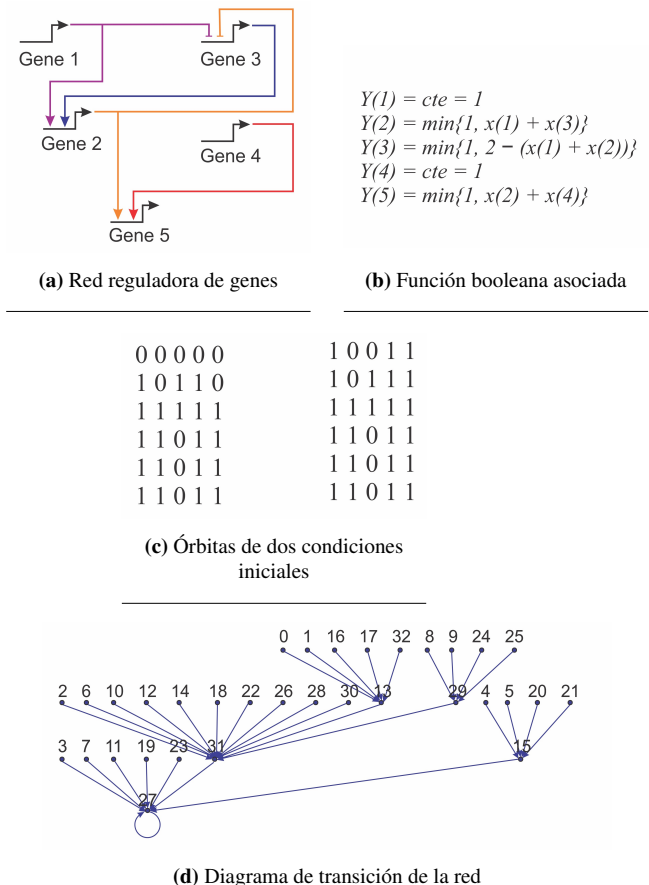 Gene 1
Gene 3
Gene 2
Gene 4
Gene 5
(a) Red reguladora de genes
Y(1) = cte = 1
Y(2) = min{1, x(1) + x(3)}
Y(3) = min{1, 2 − (x(1) + x(2))}
Y(4) = cte = 1
Y(5) = min{1, x(2) + x(4)}
(b) Función booleana asociada
0 0 0 0 0
1 0 1 1 0
1 1 1 1 1
1 1 0 1 1
1 1 0 1 1
1 1 0 1 1
1 0 0 1 1
1 0 1 1 1
1 1 1 1 1
1 1 0 1 1
1 1 0 1 1
1 1 0 1 1
(c) Órbitas de dos condiciones
iniciales
0 1 16 17 32 8 9 24 25
2 6 10 12 14 18 22 26 28 30 13 29 4 5 20 21
3 7 11 19 23 31 15
27
(d) Diagrama de transición de la red